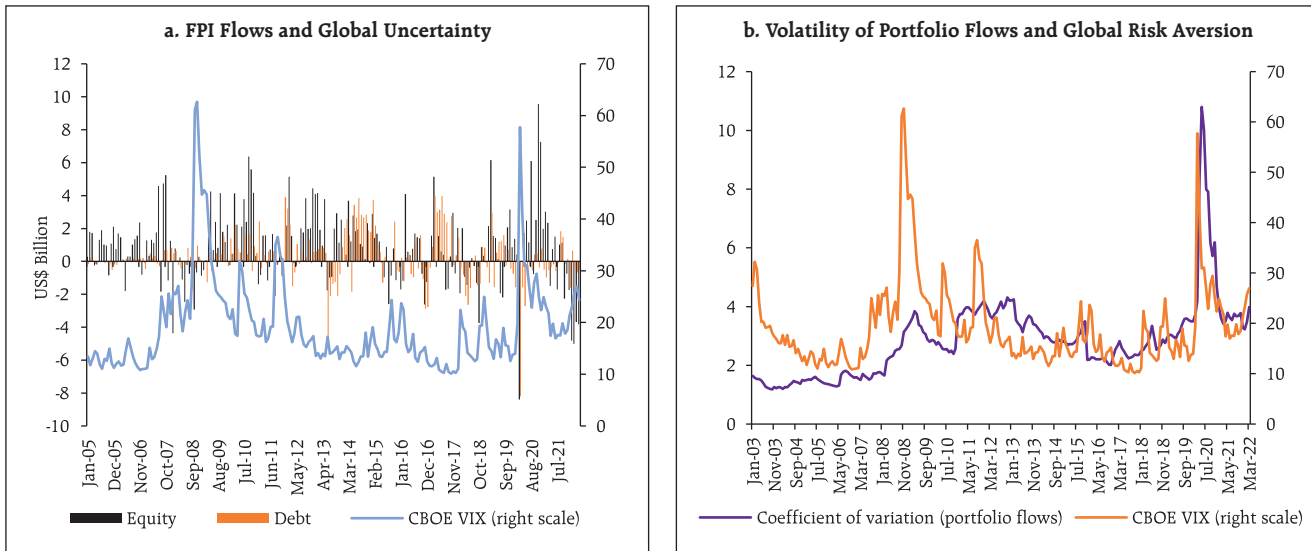 a. FPI Flows and Global Uncertainty
US$ Billion
12
10
8
6
4
2
0
-2
-4
-6
-8
-10
70
60
50
40
30
20
10
0
Jan-05
Dec-05
Nov-06
Oct-07
Sep-08
Aug-09
Jul-10
Jun-11
May-12
Apr-13
Mar-14
Feb-15
Jan-16
Dec-16
Nov-17
Oct-18
Sep-19
Aug-20
Jul-21
Equity
Debt
CBOE VIX (right scale)
b. Volatility of Portfolio Flows and Global Risk Aversion
12
10
8
6
4
2
0
70
60
50
40
30
20
10
0
Jan-03
Nov-03
Sep-04
Jul-05
May-06
Mar-07
Jan-08
Nov-08
Sep-09
Jul-10
May-11
Mar-12
Jan-13
Nov-13
Sep-14
Jul-15
May-16
Mar-17
Jan-18
Nov-18
Sep-19
Jul-20
May-21
Mar-22
Coefficient of variation (portfolio flows)
CBOE VIX (right scale)